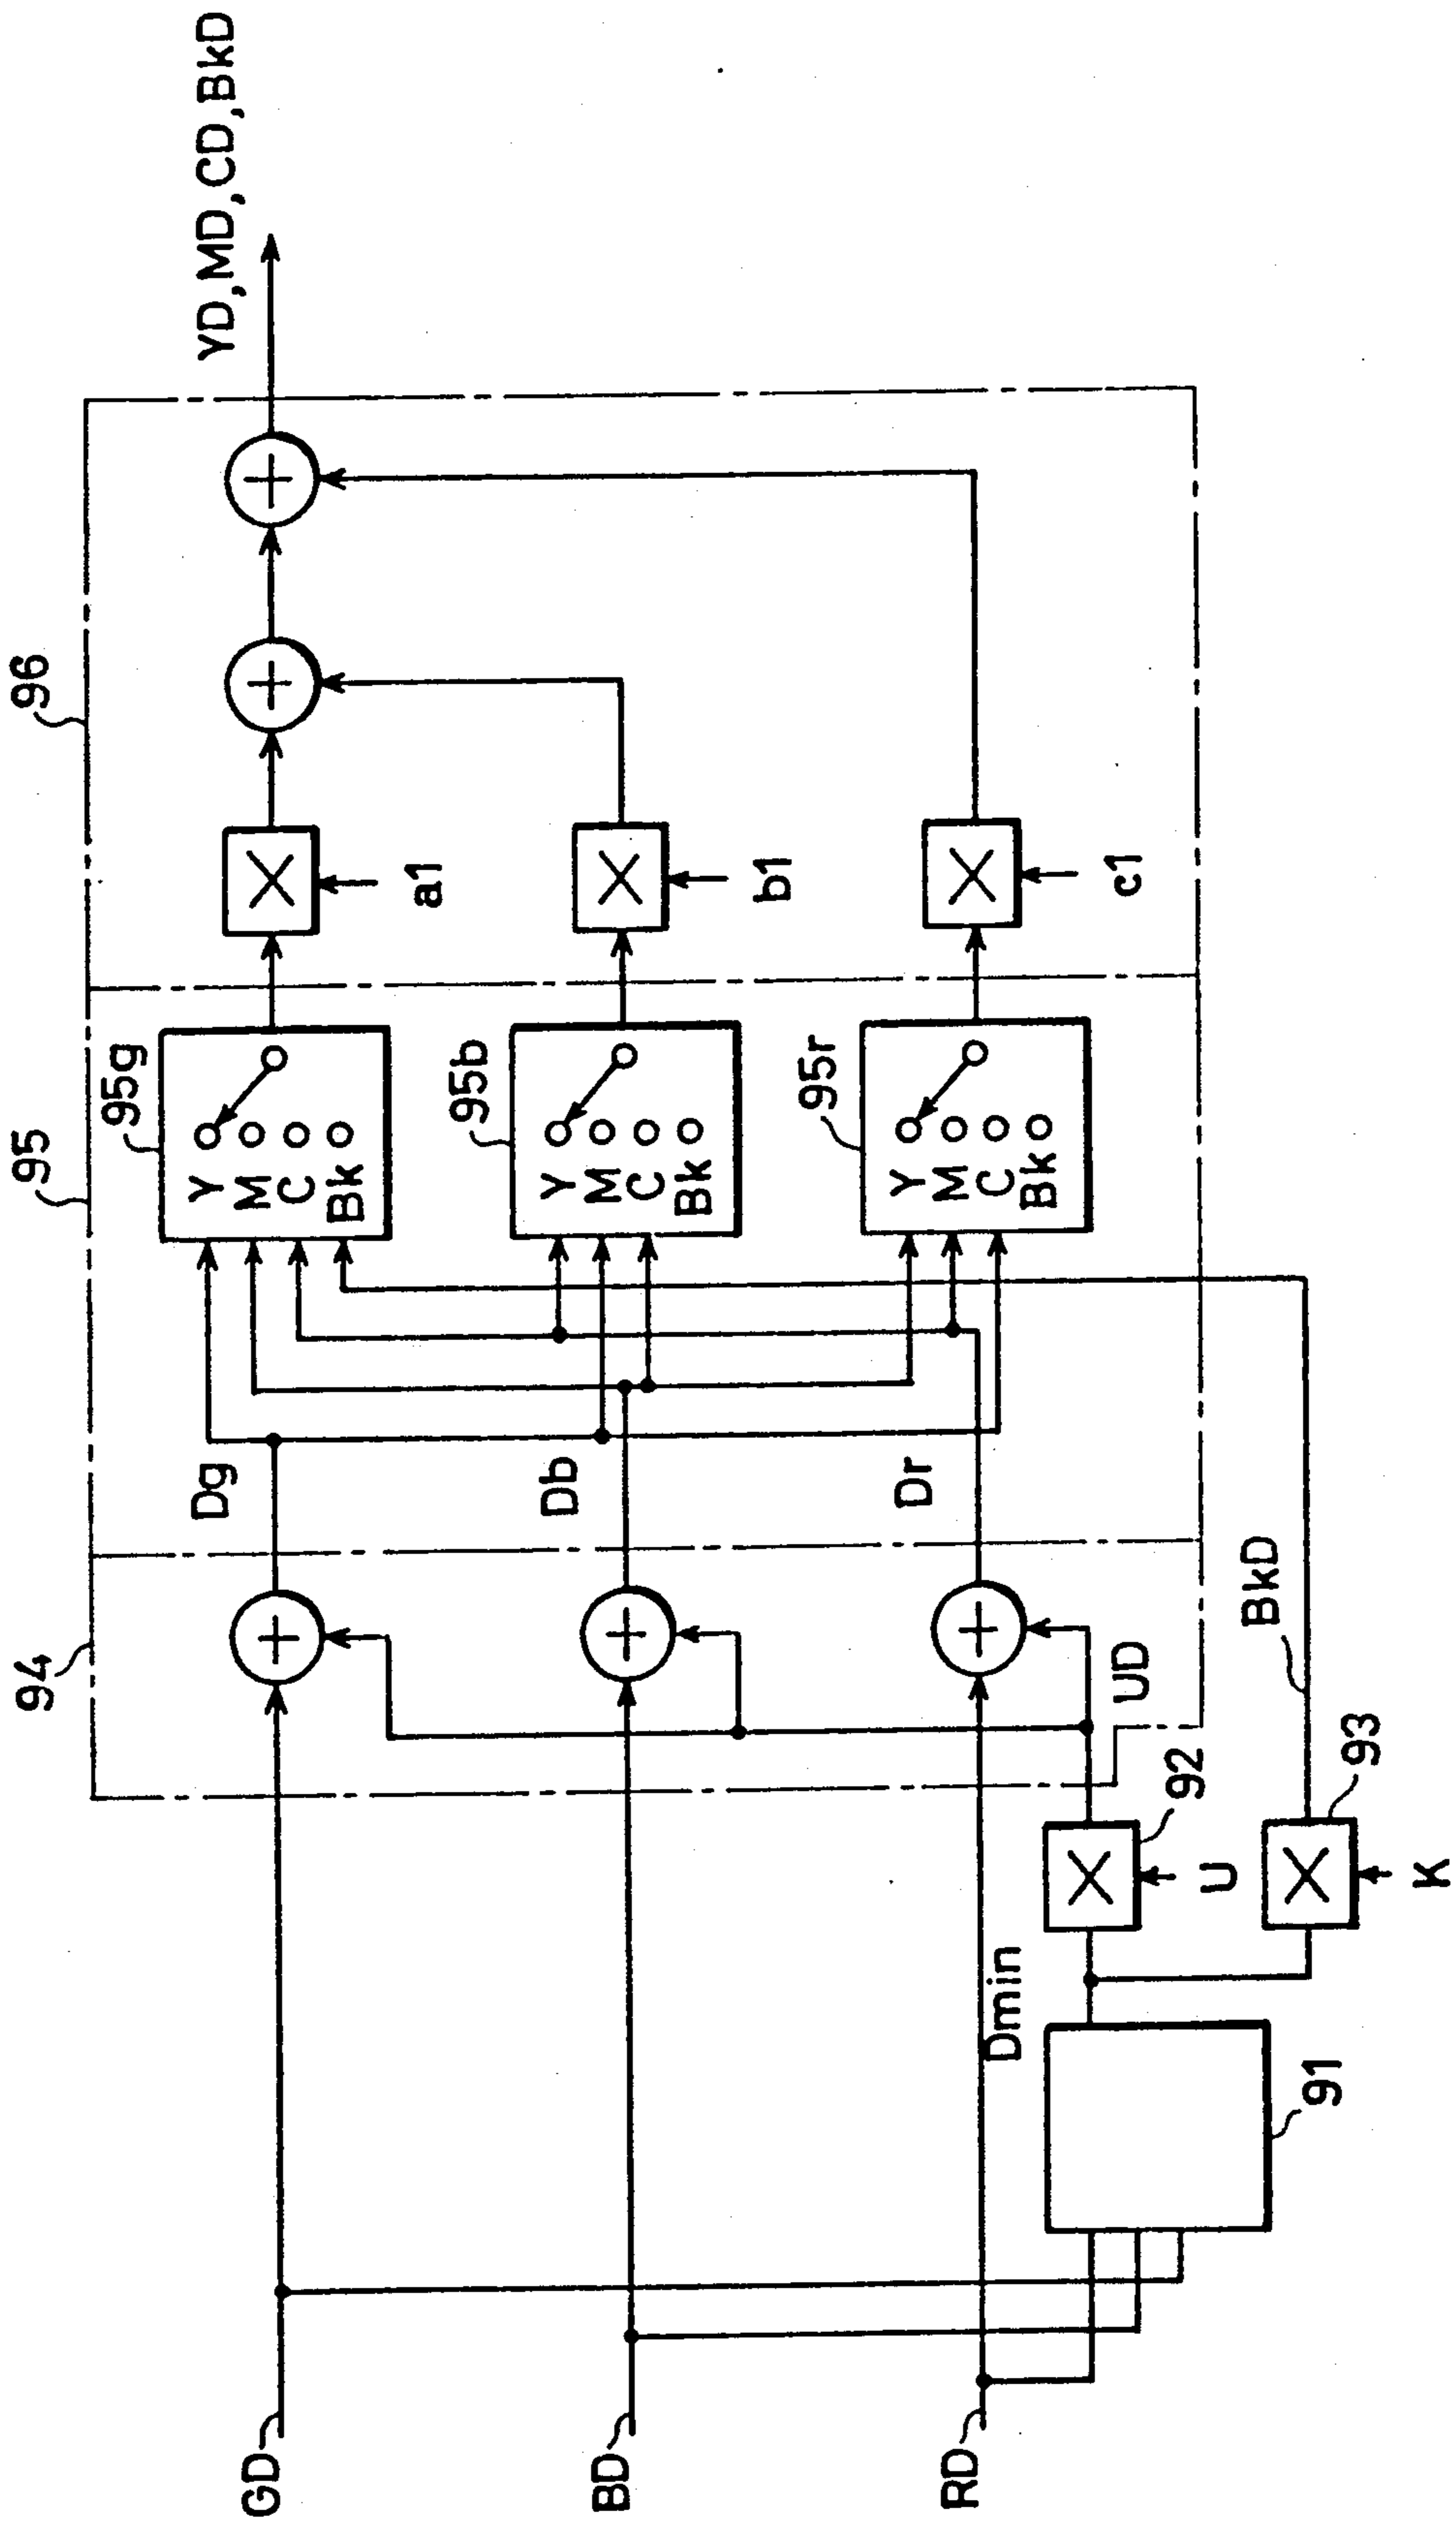 96
95
94
YD, MD, CD, BkD
95g
Y
M
C
Bk
a1
Dg
GD
95b
Y
M
C
Bk
b1
Db
BD
95r
Y
M
C
Bk
c1
Dr
RD
Dmin
UD
92
U
BkD
93
K
91